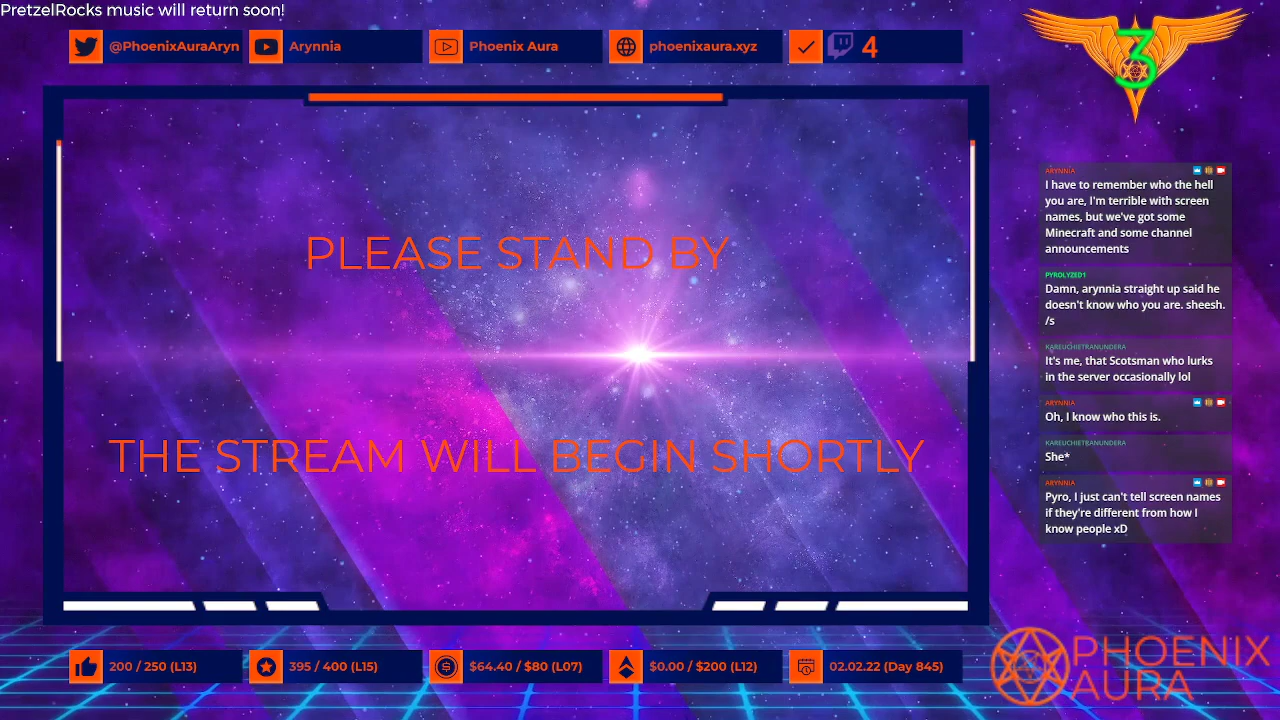 PretzelRocks music will return soon!
@PhoenixAuraAryn
Arynnia
Phoenix Aura
phoenixaura.xyz
4
3
PLEASE STAND BY
THE STREAM WILL BEGIN SHORTLY
ARYNNIA
I have to remember who the hell
you are, I'm terrible with screen
names, but we've got some
Minecraft and some channel
announcements
PYROLYZED1
Damn, arynnia straight up said he
doesn't know who you are. sheesh.
/s
KAREUCHIETRANUNDERA
It's me, that Scotsman who lurks
in the server occasionally lol
ARYNNIA
Oh, I know who this is.
KAREUCHIETRANUNDERA
She*
ARYNNIA
Pyro, I just can't tell screen names
if they're different from how I
know people xD
200 / 250 (L13)
395 / 400 (L15)
$64.40 / $80 (L07)
$0.00 / $200 (L12)
02.02.22 (Day 845)
PHOENIX
AURA